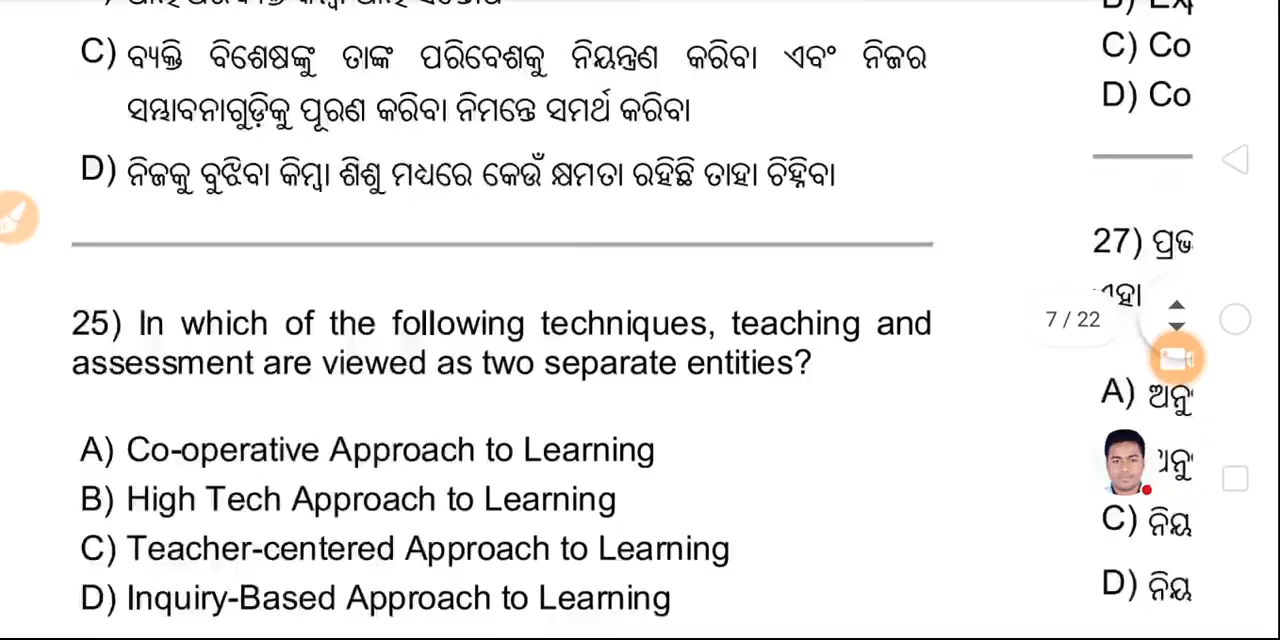 C) ବ୍ୟକ୍ତି ବିଶେଷଙ୍କୁ ତାଙ୍କ ପରିବେଶକୁ ନିୟନ୍ତ୍ରଣ କରିବା ଏବଂ ନିଜର
ସମ୍ଭାବନାଗୁଡ଼ିକୁ ପୂରଣ କରିବା ନିମନ୍ତେ ସମର୍ଥ କରିବା
D) ନିଜକୁ ବୁଝିବା କିମ୍ବା ଶିଶୁ ମଧ୍ୟରେ କେଉଁ କ୍ଷମତା ରହିଛି ତାହା ଚିହ୍ନିବା
25) In which of the following techniques, teaching and
assessment are viewed as two separate entities?
A) Co-operative Approach to Learning
B) High Tech Approach to Learning
C) Teacher-centered Approach to Learning
D) Inquiry-Based Approach to Learning
C) Co
D) Co
27)
7 / 22
A) ଅନୁ
C) ନିୟ
D) ନିୟ